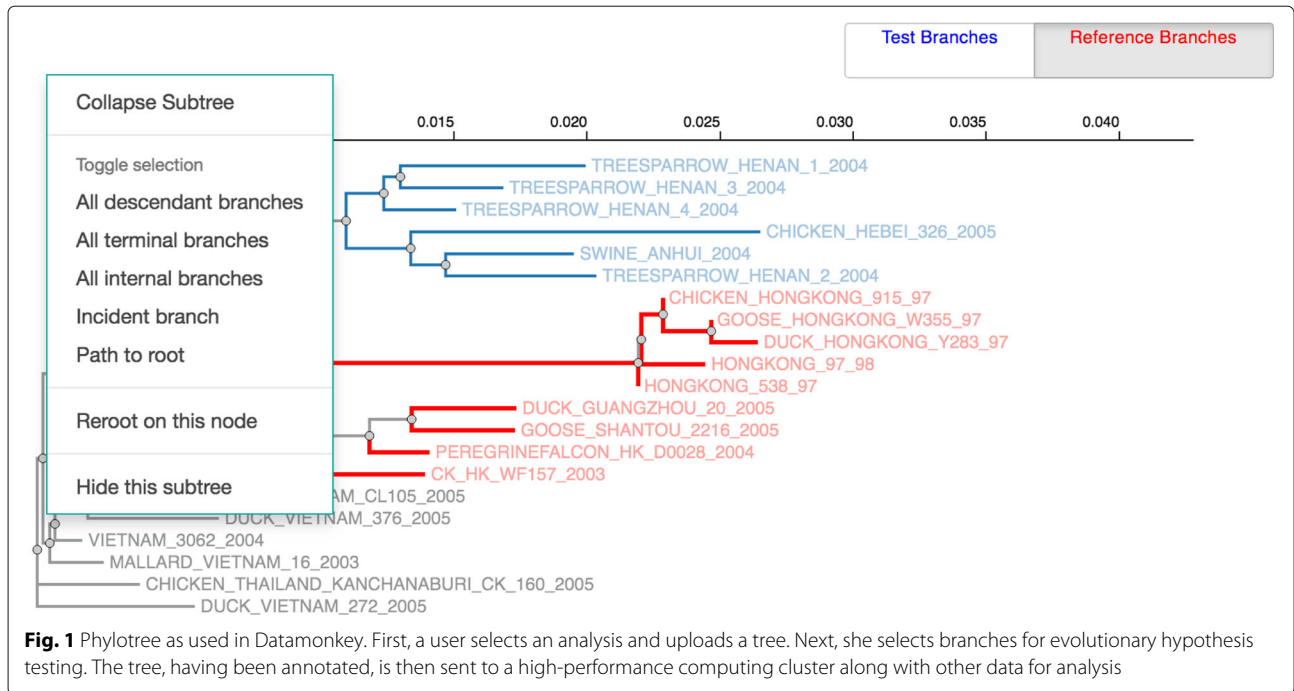 Test Branches
Reference Branches
Collapse Subtree
0.015 0.020 0.025 0.030 0.035 0.040
Toggle selection
All descendant branches
All terminal branches
All internal branches
Incident branch
Path to root
Reroot on this node
Hide this subtree
TREESPARROW_HENAN_1_2004
TREESPARROW_HENAN_3_2004
TREESPARROW_HENAN_4_2004
CHICKEN_HEBEI_326_2005
SWINE_ANHUI_2004
TREESPARROW_HENAN_2_2004
CHICKEN_HONGKONG_915_97
GOOSE_HONGKONG_W355_97
DUCK_HONGKONG_Y283_97
HONGKONG_97_98
HONGKONG_538_97
DUCK_GUANGZHOU_20_2005
GOOSE_SHANTOU_2216_2005
PEREGRINEFALCON_HK_D0028_2004
CK_HK_WF157_2003
AM_CL105_2005
DUCK_VIETNAM_376_2005
VIETNAM_3062_2004
MALLARD_VIETNAM_16_2003
CHICKEN_THAILAND_KANCHANABURI_CK_160_2005
DUCK_VIETNAM_272_2005
Fig. 1 Phylotree as used in Datamonkey. First, a user selects an analysis and uploads a tree. Next, she selects branches for evolutionary hypothesis
testing. The tree, having been annotated, is then sent to a high-performance computing cluster along with other data for analysis